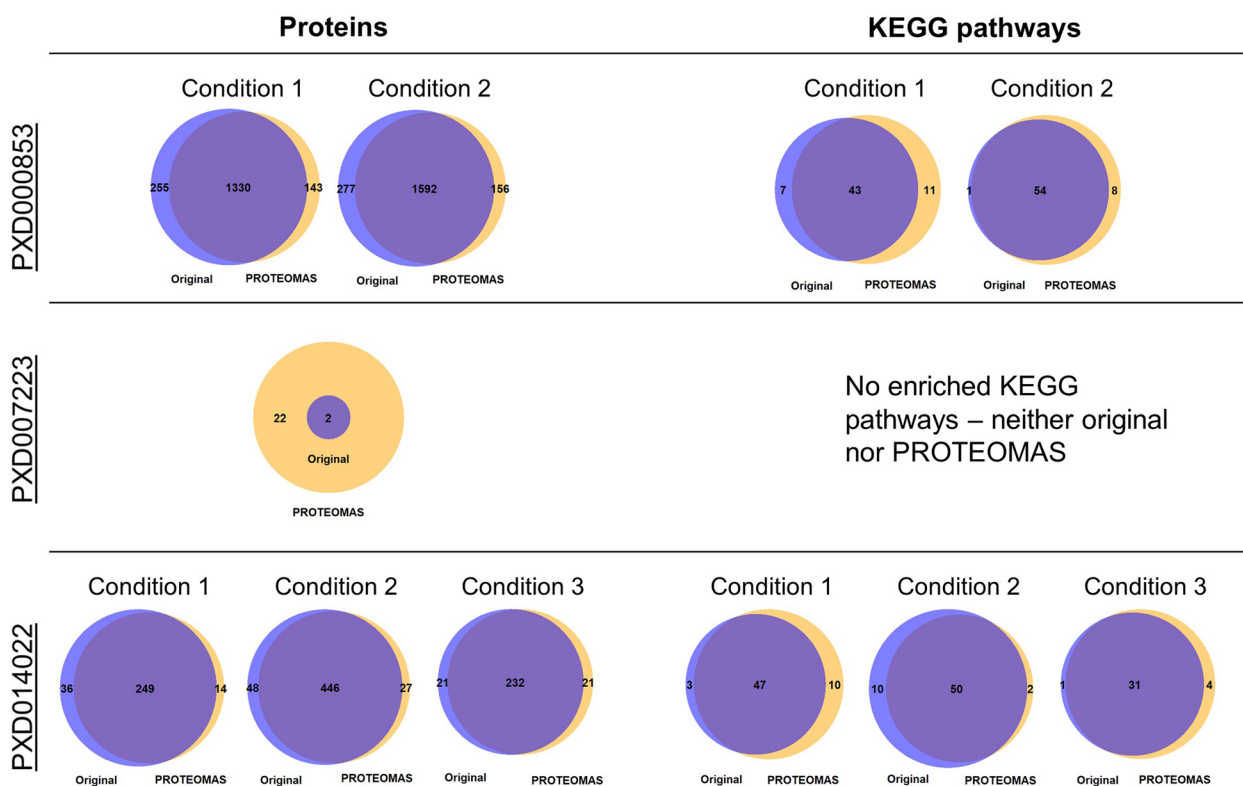 Proteins KEGG pathways
Condition 1 Condition 2 Condition 1 Condition 2
PXD000853
255 1330 143 277 1592 156 7 43 11 1 54 8
Original PROTEOMAS Original PROTEOMAS Original PROTEOMAS Original PROTEOMAS
PXD007223
22 2
Original
PROTEOMAS
No enriched KEGG
pathways – neither original
nor PROTEOMAS
Condition 1 Condition 2 Condition 3 Condition 1 Condition 2 Condition 3
PXD014022
36 249 14 48 446 27 21 232 21 3 47 10 10 50 2 1 31 4
Original PROTEOMAS Original PROTEOMAS Original PROTEOMAS Original PROTEOMAS Original PROTEOMAS Original PROTEOMAS